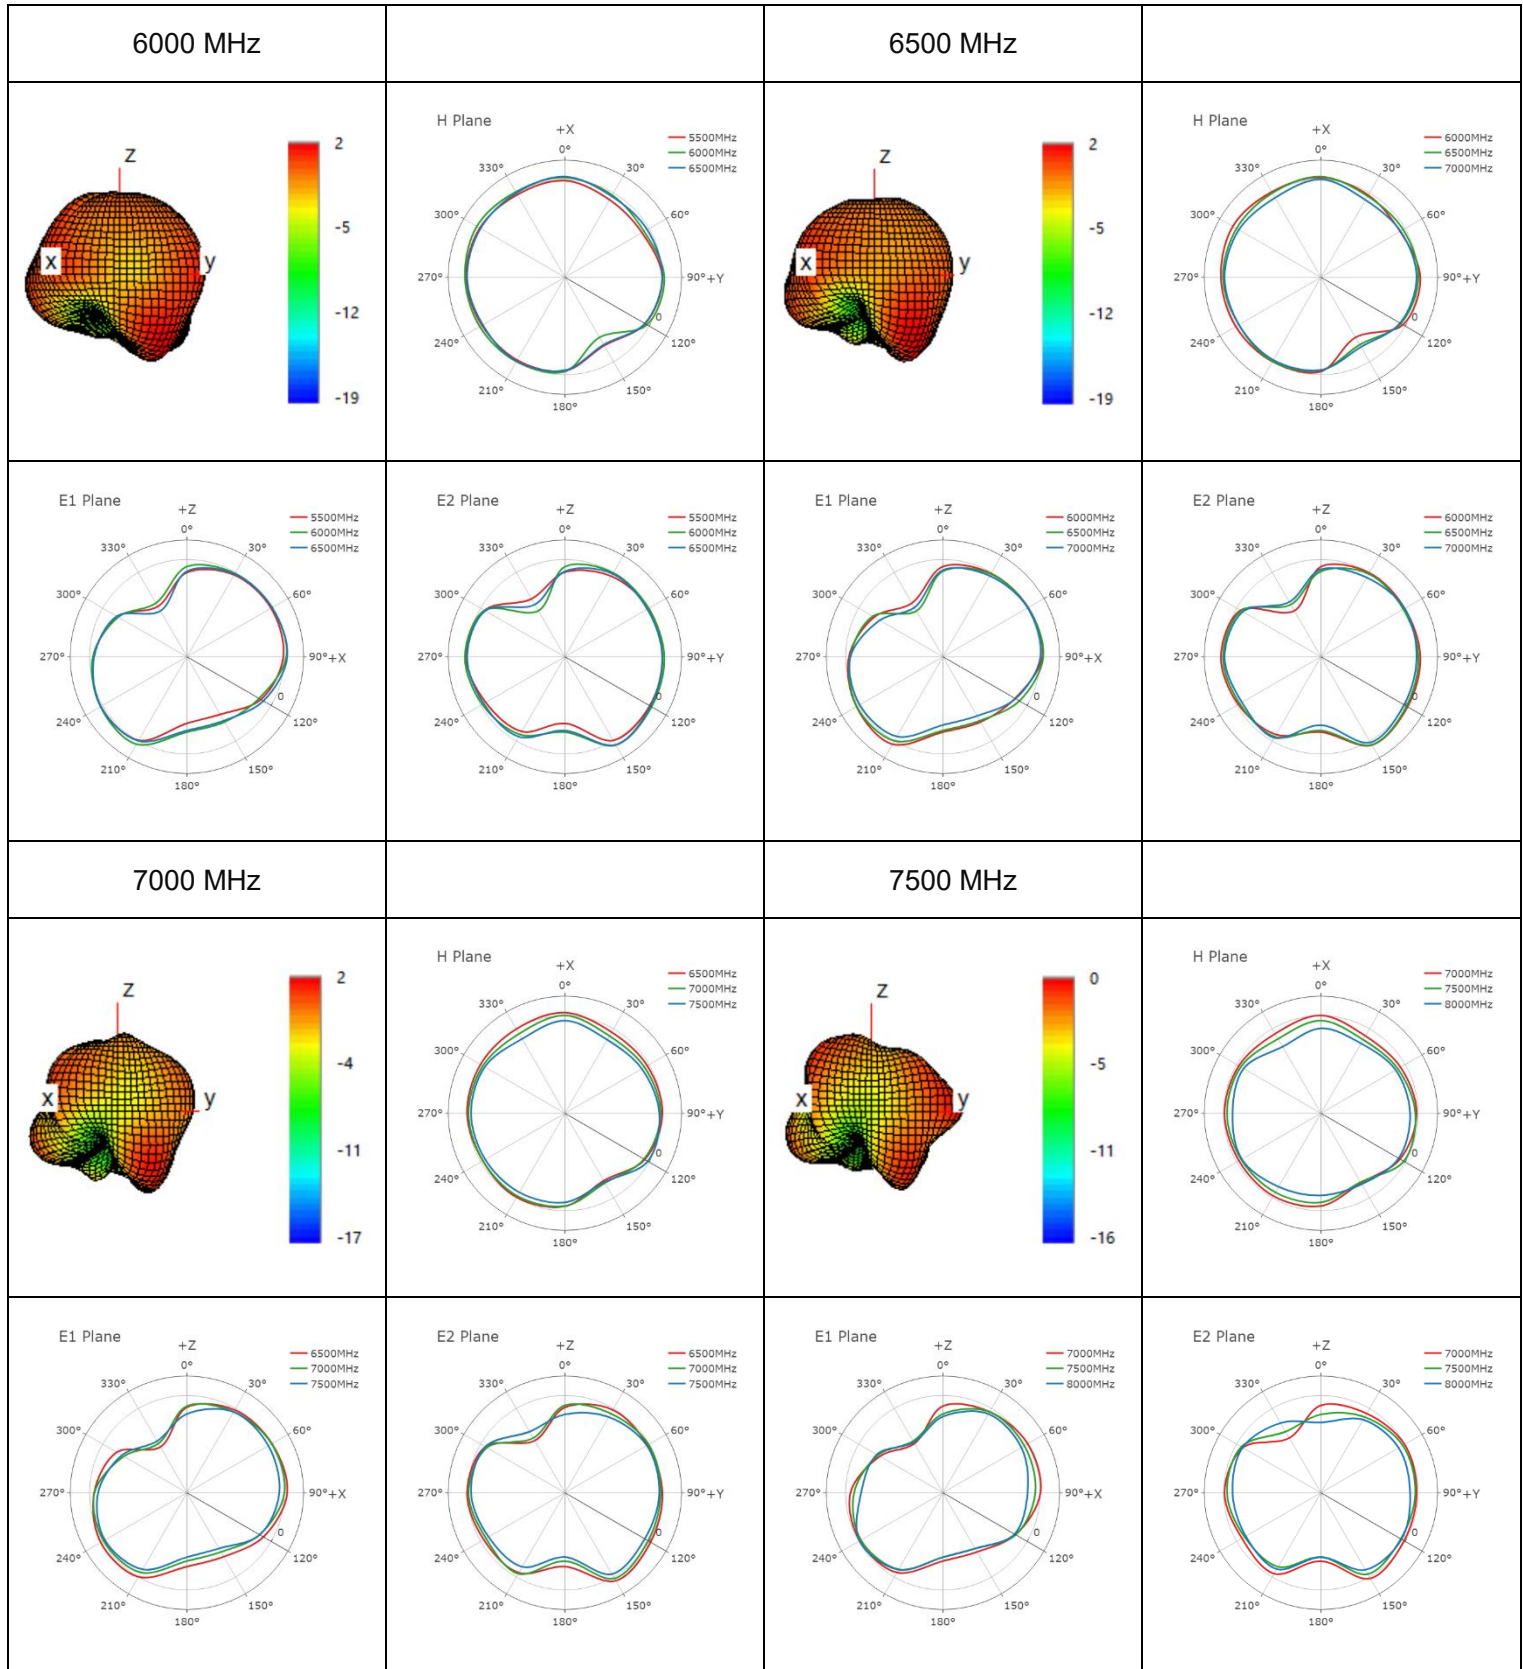 6000 MHz
6500 MHz
Z
X
y
2
-5
-12
-19
H Plane
+X
0°
30°
60°
90°+Y
120°
150°
180°
210°
240°
270°
300°
330°
0
5500MHz
6000MHz
6500MHz
Z
X
y
2
-5
-12
-19
H Plane
+X
0°
30°
60°
90°+Y
120°
150°
180°
210°
240°
270°
300°
330°
0
6000MHz
6500MHz
7000MHz
E1 Plane
+Z
0°
30°
60°
90°+X
120°
150°
180°
210°
240°
270°
300°
330°
0
5500MHz
6000MHz
6500MHz
E2 Plane
+Z
0°
30°
60°
90°+Y
120°
150°
180°
210°
240°
270°
300°
330°
0
5500MHz
6000MHz
6500MHz
E1 Plane
+Z
0°
30°
60°
90°+X
120°
150°
180°
210°
240°
270°
300°
330°
0
6000MHz
6500MHz
7000MHz
E2 Plane
+Z
0°
30°
60°
90°+Y
120°
150°
180°
210°
240°
270°
300°
330°
0
6000MHz
6500MHz
7000MHz
7000 MHz
7500 MHz
Z
X
y
2
-4
-11
-17
H Plane
+X
0°
30°
60°
90°+Y
120°
150°
180°
210°
240°
270°
300°
330°
0
6500MHz
7000MHz
7500MHz
Z
X
y
0
-5
-11
-16
H Plane
+X
0°
30°
60°
90°+Y
120°
150°
180°
210°
240°
270°
300°
330°
0
7000MHz
7500MHz
8000MHz
E1 Plane
+Z
0°
30°
60°
90°+X
120°
150°
180°
210°
240°
270°
300°
330°
0
6500MHz
7000MHz
7500MHz
E2 Plane
+Z
0°
30°
60°
90°+Y
120°
150°
180°
210°
240°
270°
300°
330°
0
6500MHz
7000MHz
7500MHz
E1 Plane
+Z
0°
30°
60°
90°+X
120°
150°
180°
210°
240°
270°
300°
330°
0
7000MHz
7500MHz
8000MHz
E2 Plane
+Z
0°
30°
60°
90°+Y
120°
150°
180°
210°
240°
270°
300°
330°
0
7000MHz
7500MHz
8000MHz